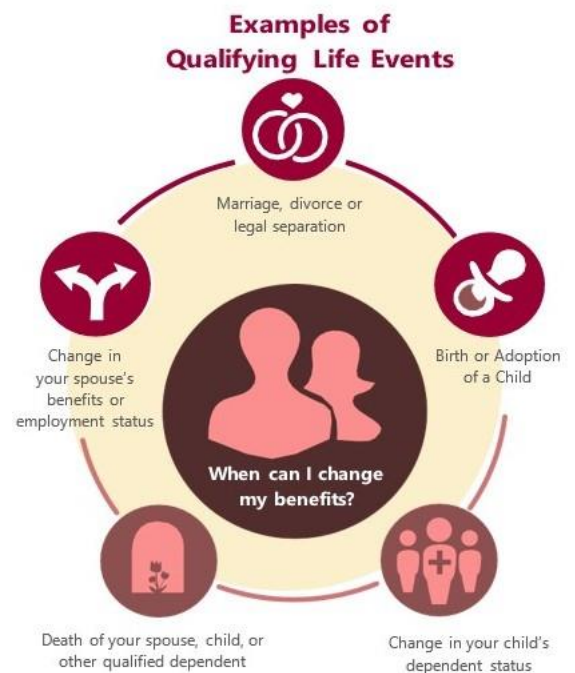 Examples of
Qualifying Life Events
Marriage, divorce or
legal separation
Birth or Adoption
of a Child
Change in your child's
dependent status
Death of your spouse, child, or
other qualified dependent
Change in
your spouse's
benefits or
employment status
When can I change
my benefits?